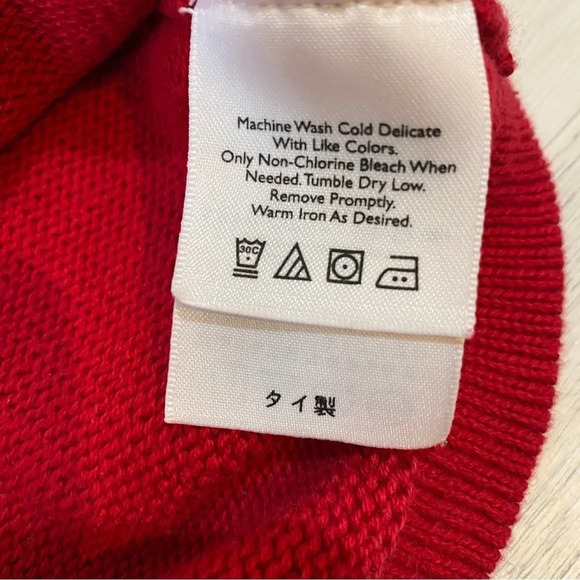 Machine Wash Cold Delicate
With Like Colors.
Only Non-Chlorine Bleach When
Needed. Tumble Dry Low.
Remove Promptly.
Warm Iron As Desired.
30C
タイ製